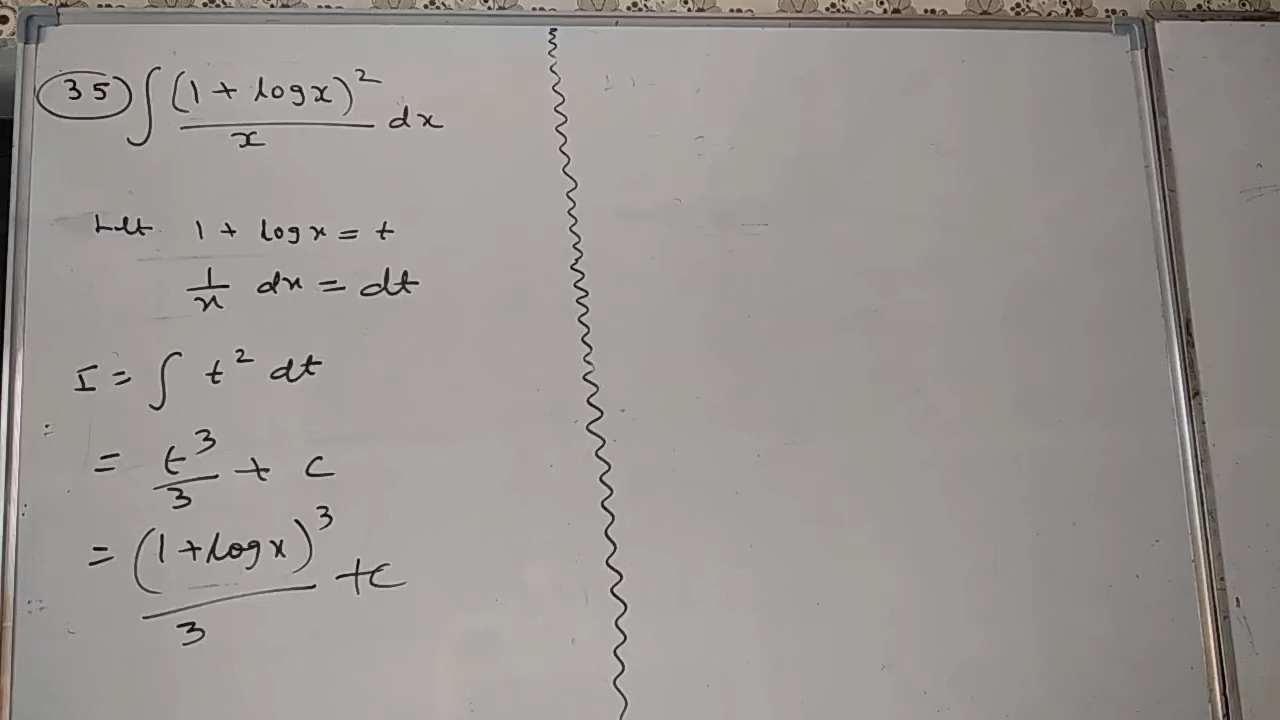 35 ∫ (1 + log x)² / x dx
Let 1 + log x = t
1/x dx = dt
I = ∫ t² dt
= t³/3 + c
= (1 + log x)³/3 + c